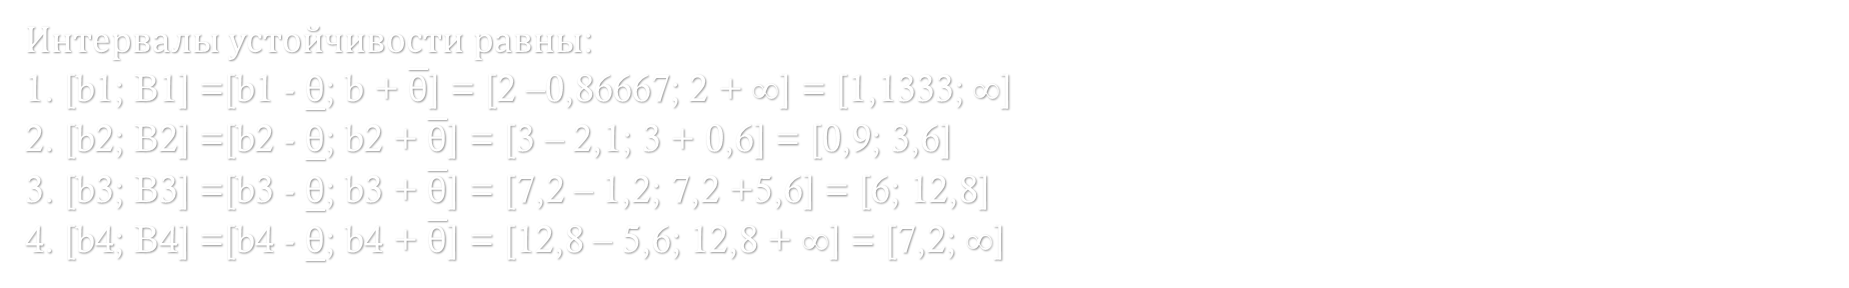 Интервалы устойчивости равны:
1. [b1; B1] =[b1 - θ; b + θ] = [2 –0,86667; 2 + ∞] = [1,1333; ∞]
2. [b2; B2] =[b2 - θ; b2 + θ] = [3 – 2,1; 3 + 0,6] = [0,9; 3,6]
3. [b3; B3] =[b3 - θ; b3 + θ] = [7,2 – 1,2; 7,2 +5,6] = [6; 12,8]
4. [b4; B4] =[b4 - θ; b4 + θ] = [12,8 – 5,6; 12,8 + ∞] = [7,2; ∞]